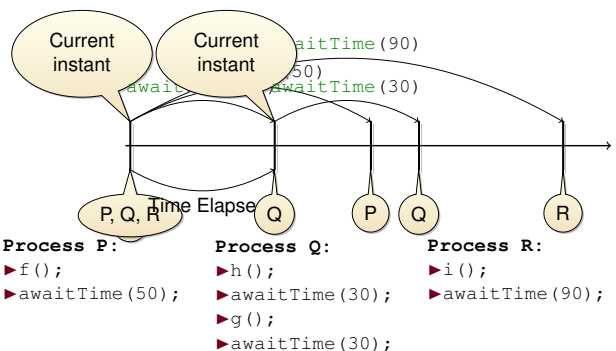 Current
instant
Current
instant
aitTime(90)
50)
awai
awaitTime(30)
Time Elapse
P, Q, R
Q
P
Q
R
Process P:
►f();
►awaitTime(50);
Process Q:
►h();
►awaitTime(30);
►g();
►awaitTime(30);
Process R:
►i();
►awaitTime(90);